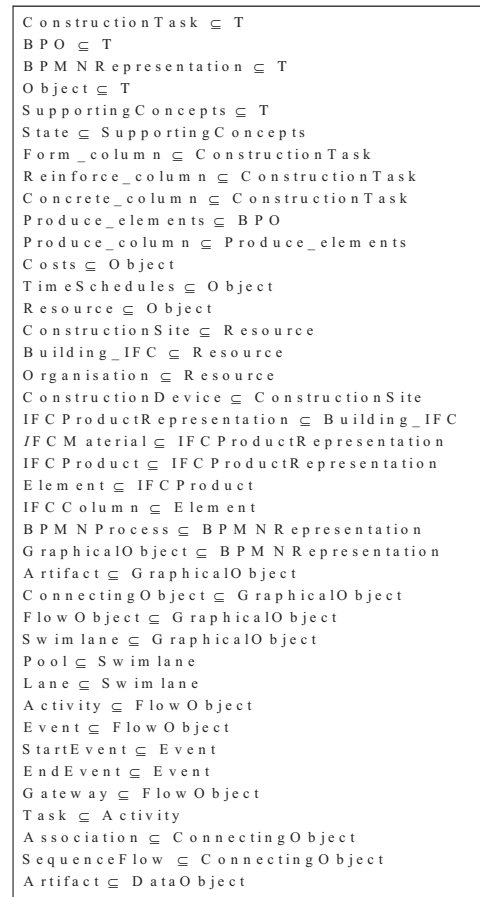 ConstructionTask ⊆ T
BPO ⊆ T
BPMNRepresentation ⊆ T
Object ⊆ T
SupportingConcepts ⊆ T
State ⊆ SupportingConcepts
Form_column ⊆ ConstructionTask
Reinforce_column ⊆ ConstructionTask
Concrete_column ⊆ ConstructionTask
Produce_elements ⊆ BPO
Produce_column ⊆ Produce_elements
Costs ⊆ Object
TimeSchedules ⊆ Object
Resource ⊆ Object
ConstructionSite ⊆ Resource
Building_IFC ⊆ Resource
Organisation ⊆ Resource
ConstructionDevice ⊆ ConstructionSite
IFCProductRepresentation ⊆ Building_IFC
IFCMaterial ⊆ IFCProductRepresentation
IFCProduct ⊆ IFCProductRepresentation
Element ⊆ IFCProduct
IFCColumn ⊆ Element
BPMNProcess ⊆ BPMNRepresentation
GraphicalObject ⊆ BPMNRepresentation
Artifact ⊆ GraphicalObject
ConnectingObject ⊆ GraphicalObject
FlowObject ⊆ GraphicalObject
Swimlane ⊆ GraphicalObject
Pool ⊆ Swimlane
Lane ⊆ Swimlane
Activity ⊆ FlowObject
Event ⊆ FlowObject
StartEvent ⊆ Event
EndEvent ⊆ Event
Gateway ⊆ FlowObject
Task ⊆ Activity
Association ⊆ ConnectingObject
SequenceFlow ⊆ ConnectingObject
Artifact ⊆ DataObject